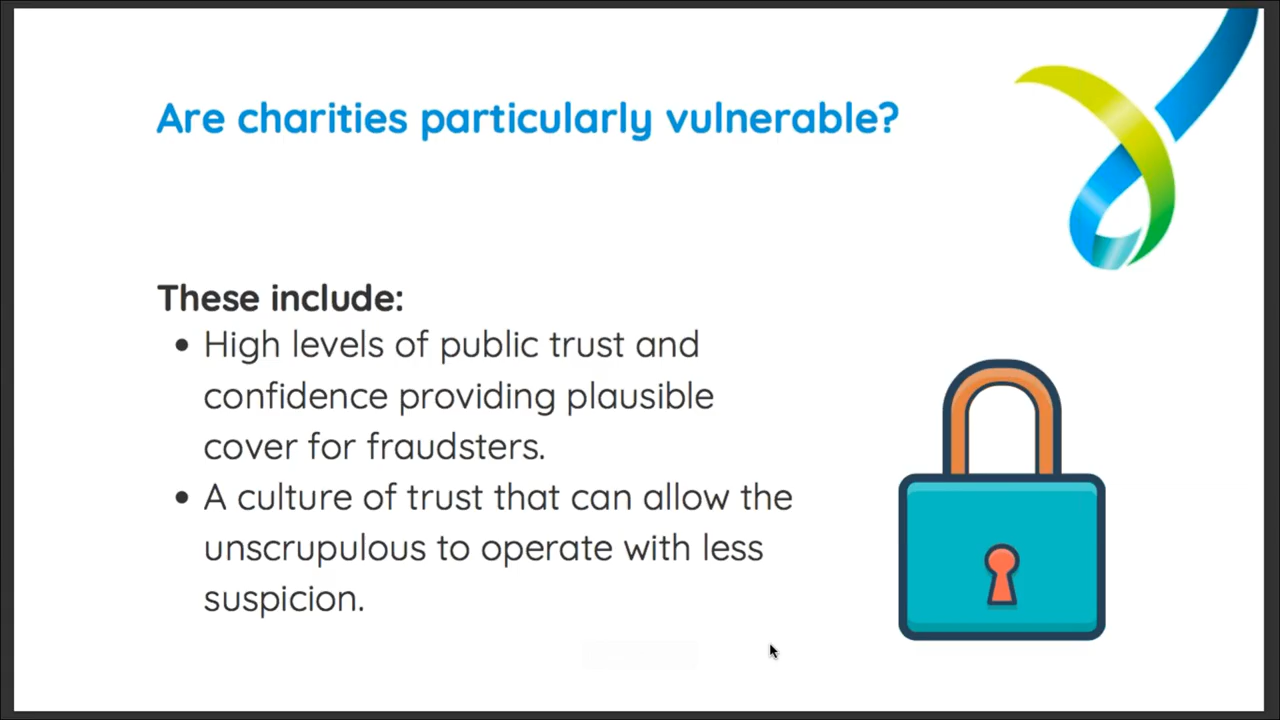 Are charities particularly vulnerable?
These include:
• High levels of public trust and
confidence providing plausible
cover for fraudsters.
• A culture of trust that can allow the
unscrupulous to operate with less
suspicion.